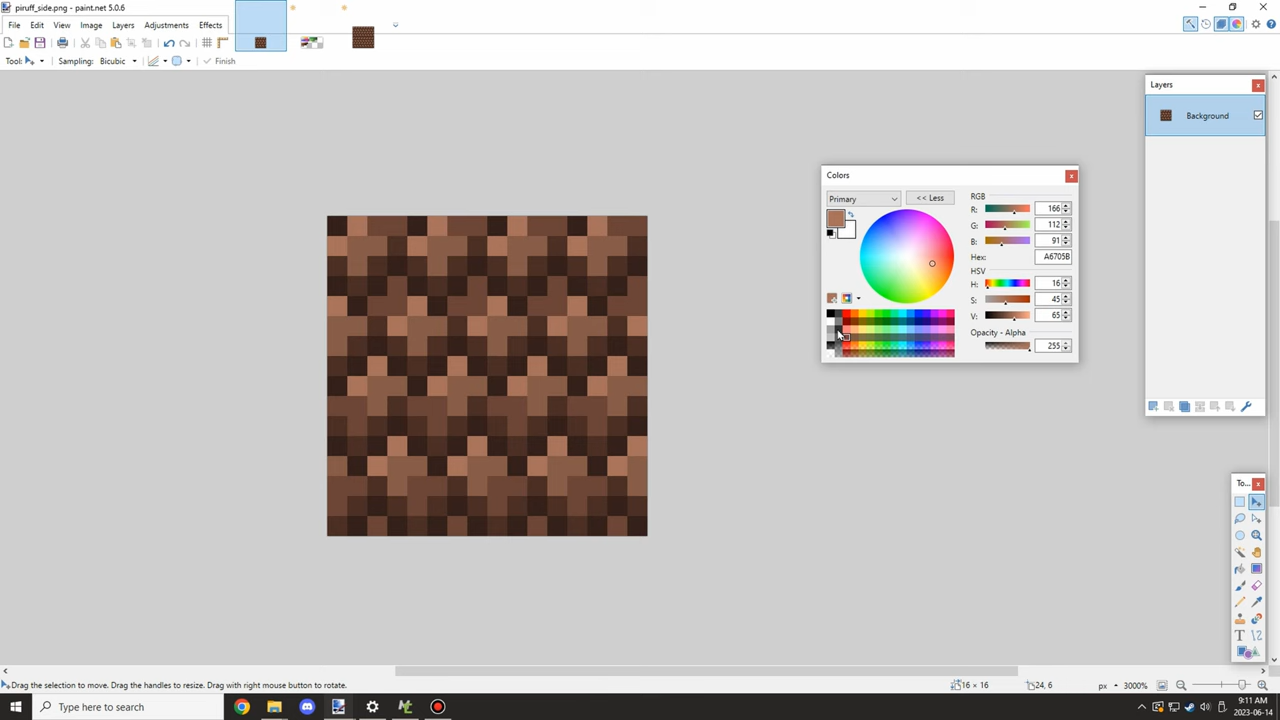 piruff_side.png - paint.net 5.0.6
File Edit View Image Layers Adjustments Effects
Tool: Sampling: Bicubic Finish
Layers
Background
Colors
Primary << Less
RGB
R: 166
G: 112
B: 91
Hex: A6705B
HSV
H: 16
S: 45
V: 65
Opacity - Alpha
255
To...
T
Drag the selection to move. Drag the handles to resize. Drag with right mouse button to rotate. 16 × 16 24, 6 px 3000%
Type here to search
9:11 AM
2023-06-14